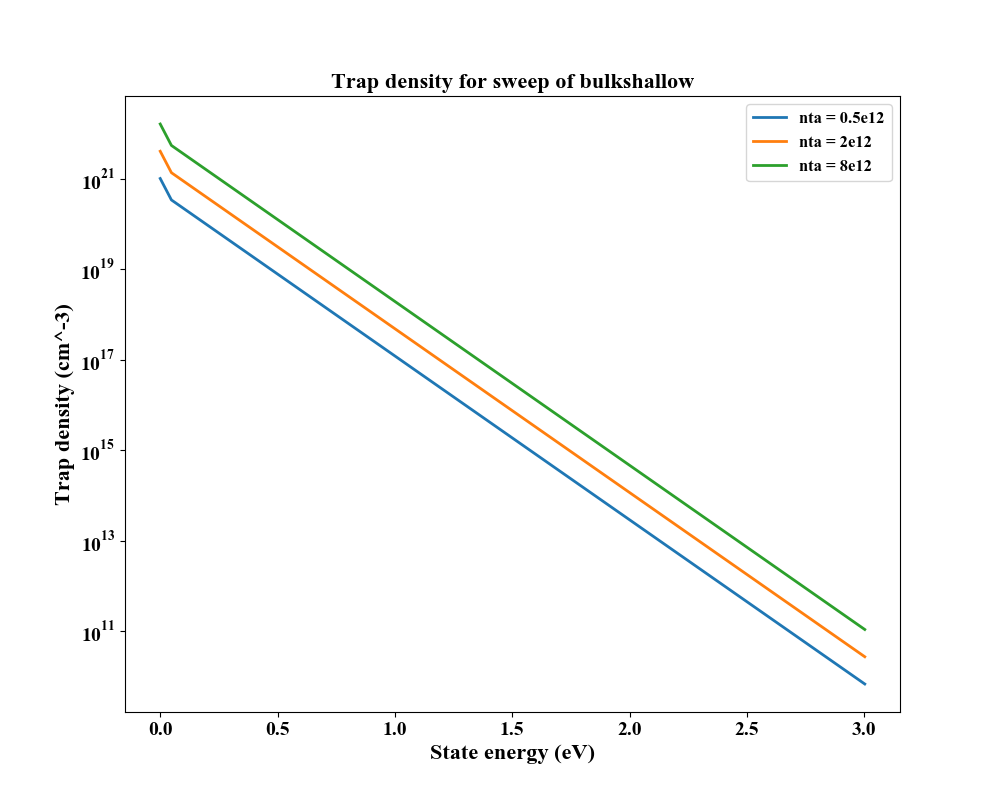 Trap density for sweep of bulkshallow
nta = 0.5e12
nta = 2e12
nta = 8e12
Trap density (cm^-3)
10^21
10^19
10^17
10^15
10^13
10^11
0.0 0.5 1.0 1.5 2.0 2.5 3.0
State energy (eV)